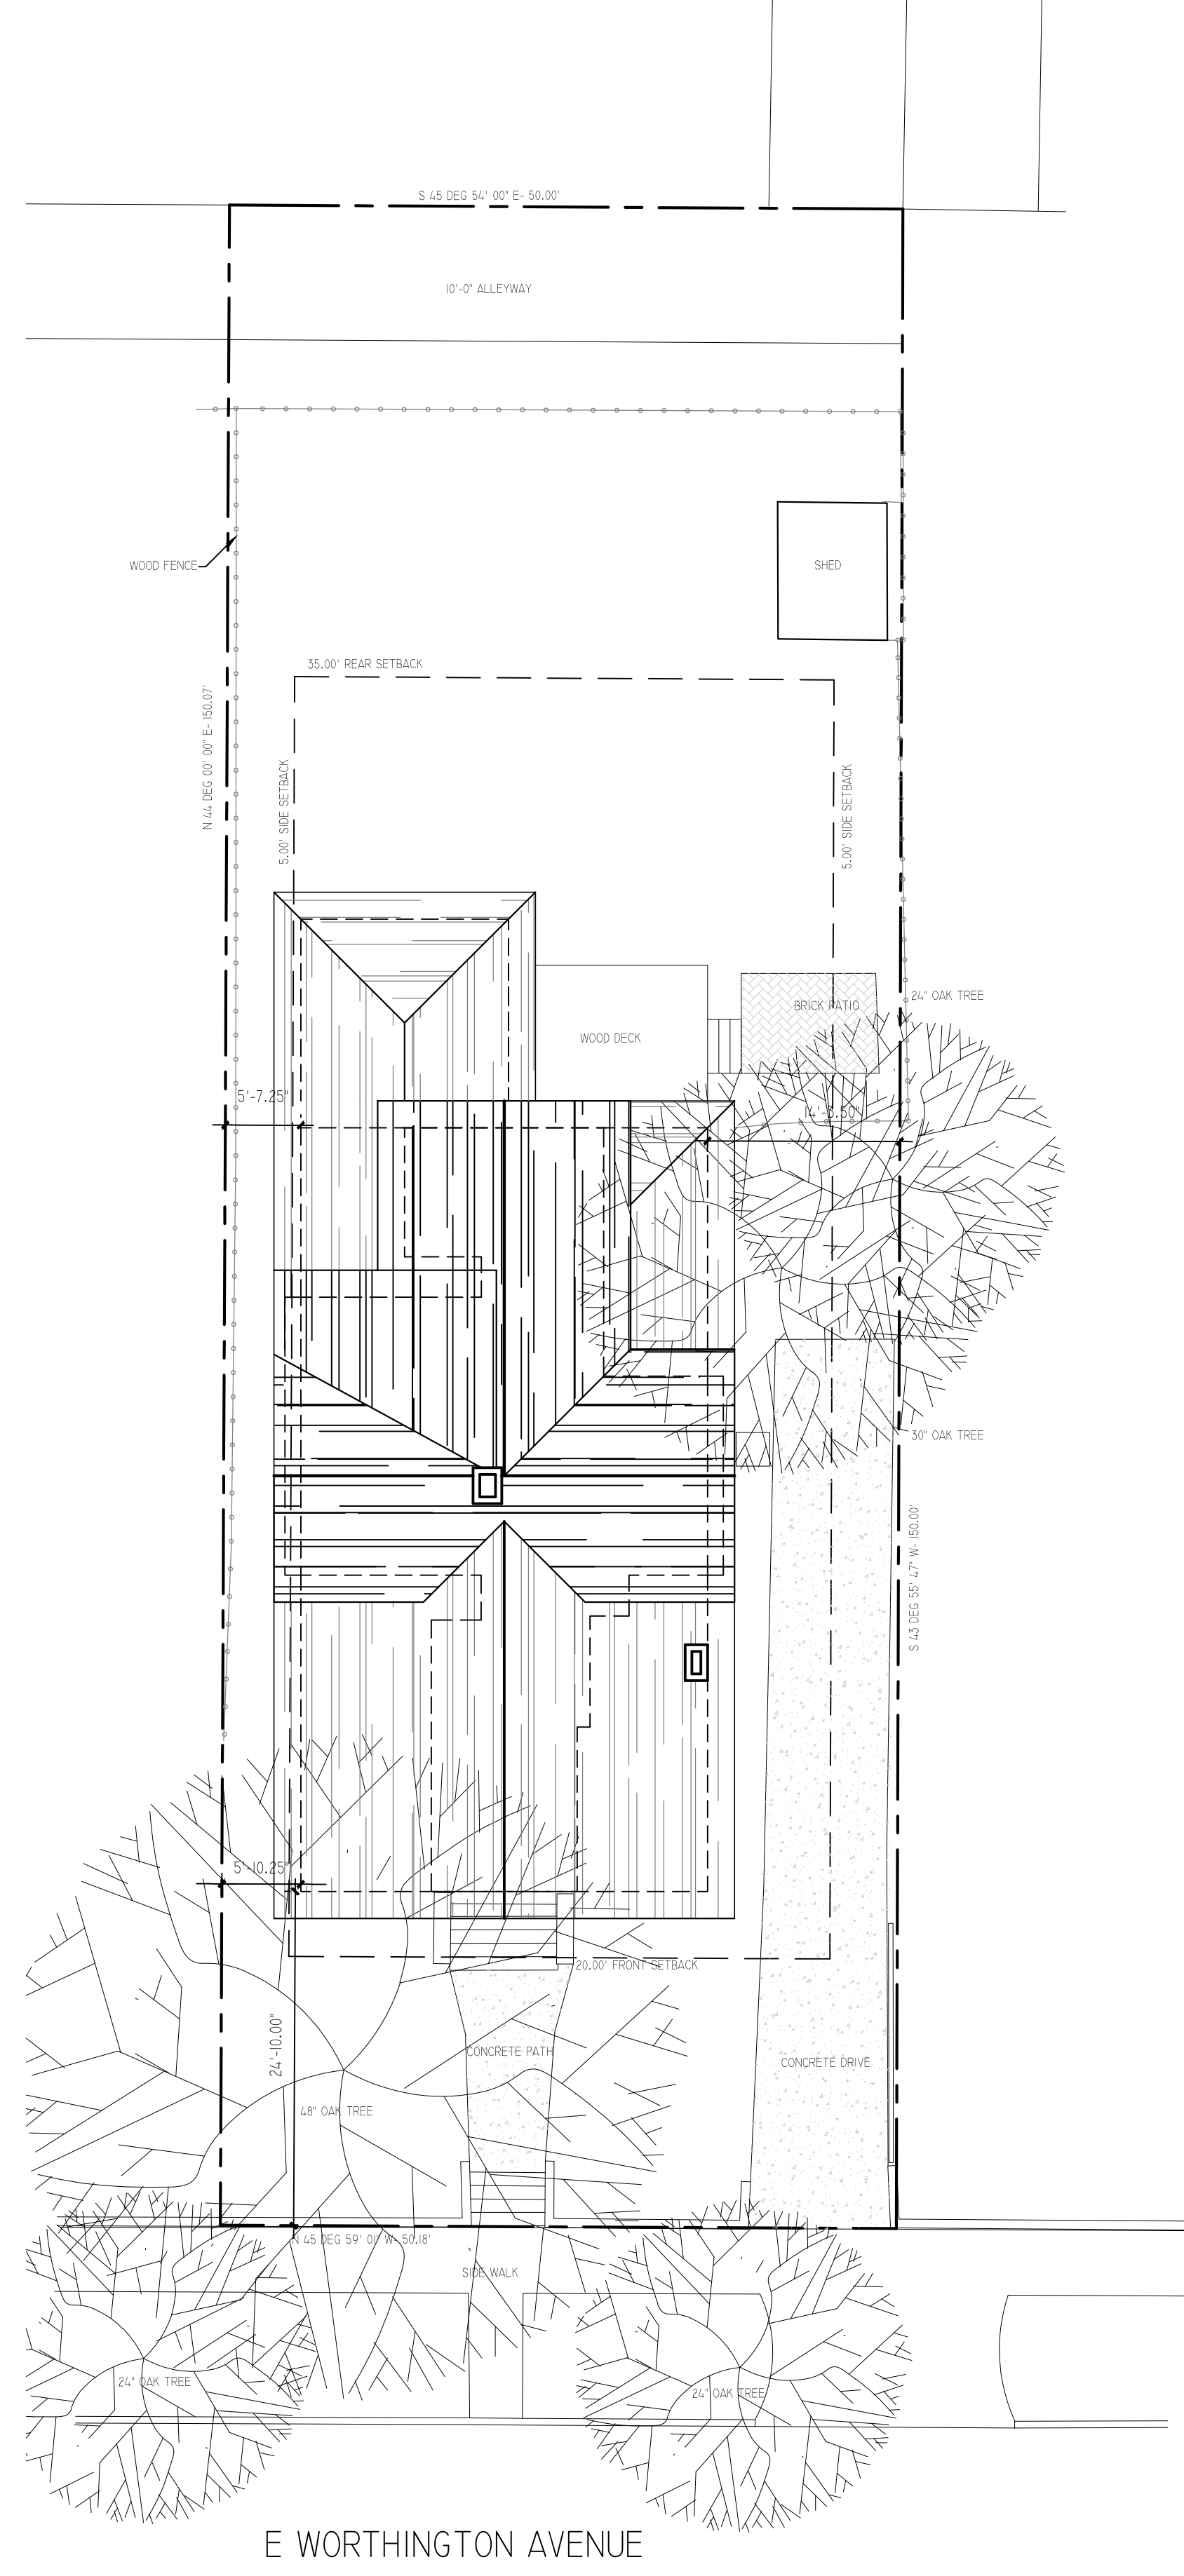 S 45 DEG 54' 00" E- 50.00'
10'-0" ALLEYWAY
WOOD FENCE
SHED
35.00' REAR SETBACK
N 44 DEG 00' 00" E- 150.07'
5.00' SIDE SETBACK
5.00' SIDE SETBACK
24" OAK TREE
BRICK PATIO
WOOD DECK
5'-7.25"
30" OAK TREE
S 43 DEG 55' 47" W- 150.00'
5'-10.25"
20.00' FRONT SETBACK
24'-10.00"
CONCRETE PATH
CONCRETE DRIVE
48" OAK TREE
N 45 DEG 59' 01" W- 50.18'
SIDE WALK
24" OAK TREE
24" OAK TREE
E WORTHINGTON AVENUE